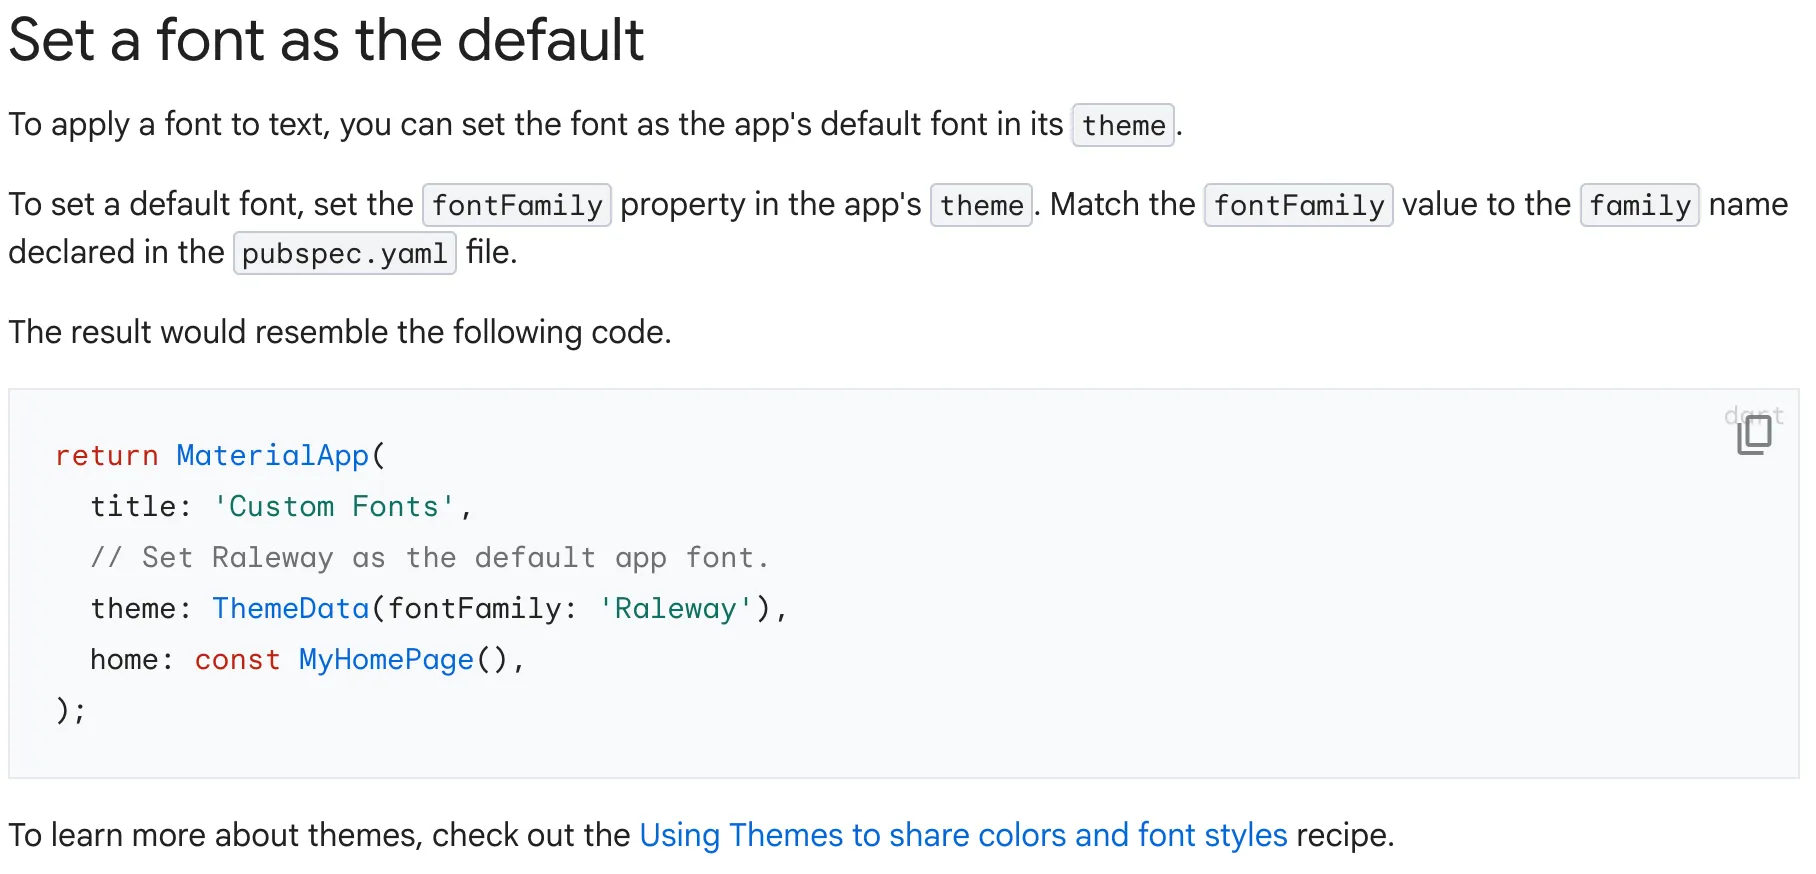 Set a font as the default
To apply a font to text, you can set the font as the app's default font in its theme.
To set a default font, set the fontFamily property in the app's theme. Match the fontFamily value to the family name
declared in the pubspec.yaml file.
The result would resemble the following code.
dart
return MaterialApp(
  title: 'Custom Fonts',
  // Set Raleway as the default app font.
  theme: ThemeData(fontFamily: 'Raleway'),
  home: const MyHomePage(),
);
To learn more about themes, check out the Using Themes to share colors and font styles recipe.